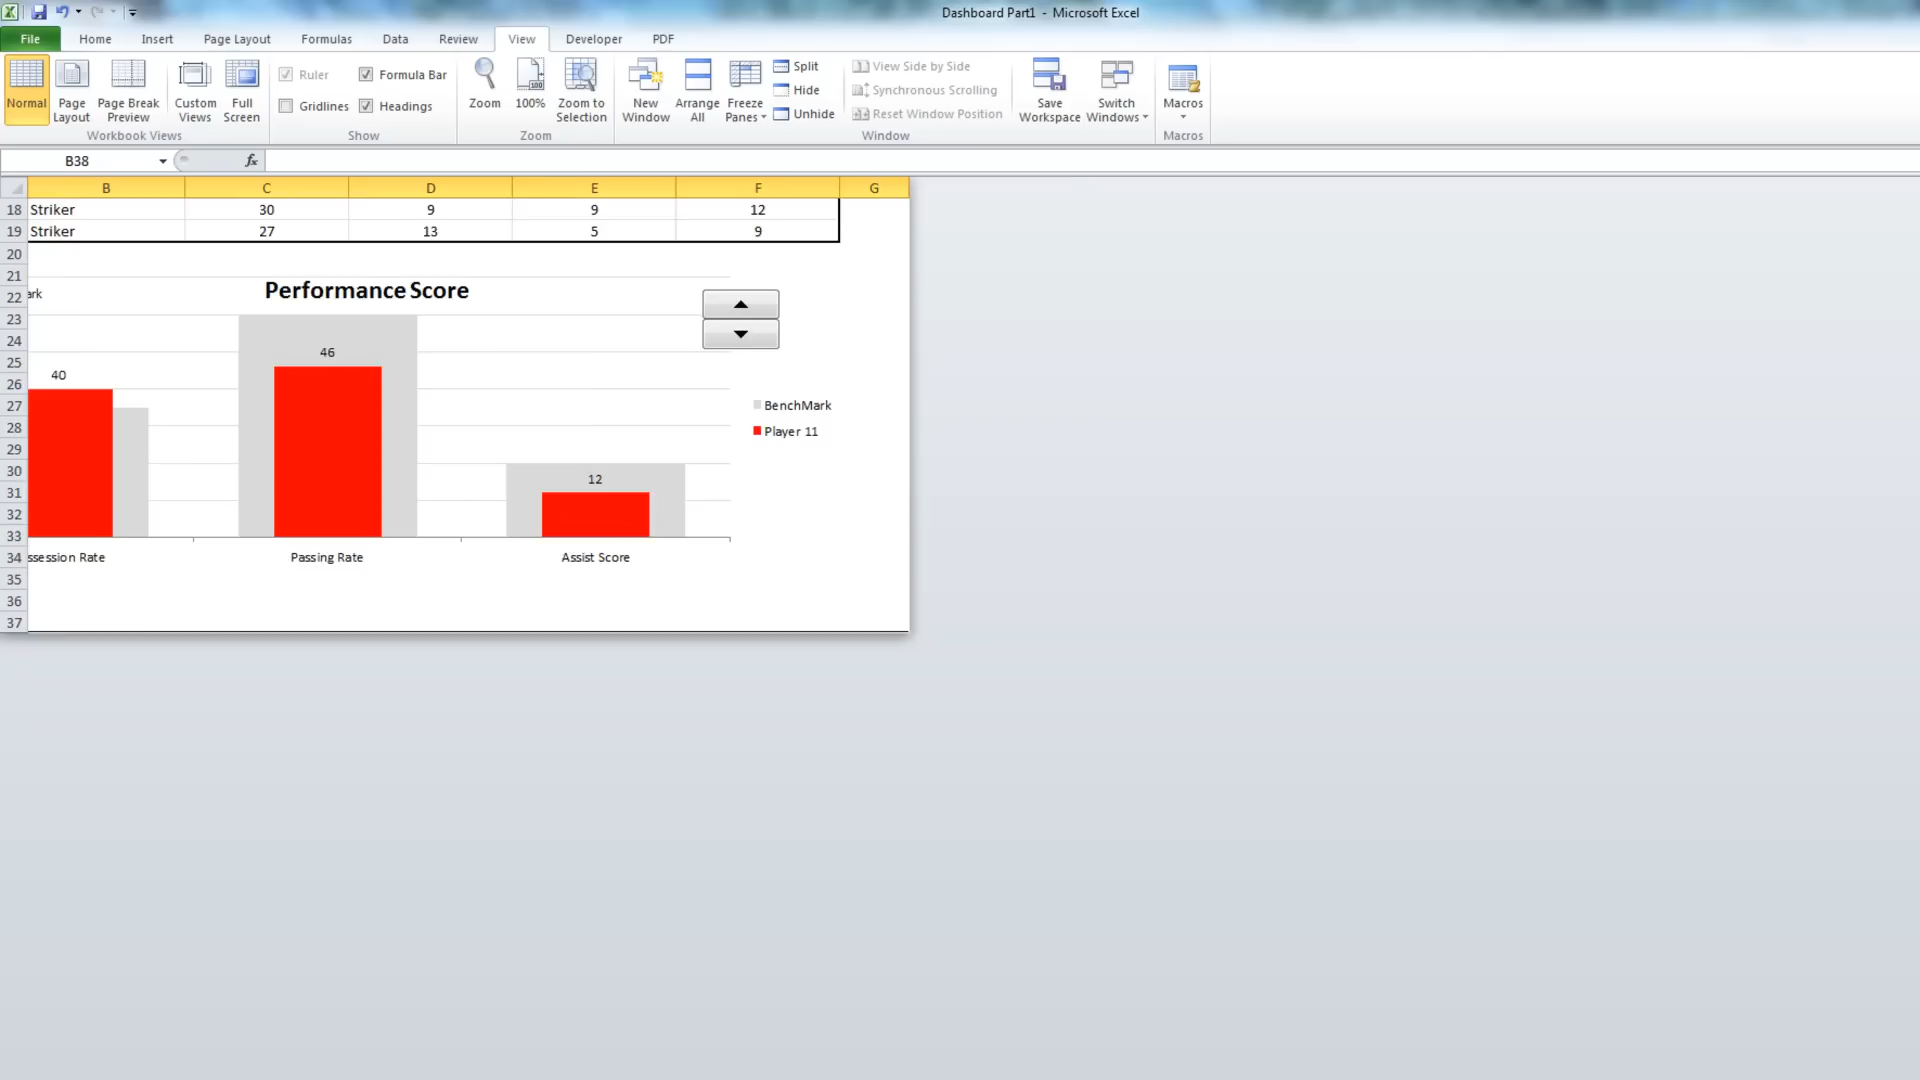 Dashboard Part1 - Microsoft Excel
File Home Insert Page Layout Formulas Data Review View Developer PDF
Normal Page Layout Page Break Preview Custom Views Full Screen
Workbook Views
Ruler Formula Bar
Gridlines Headings
Show
Zoom 100% Zoom to Selection
Zoom
New Window Arrange All Freeze Panes
Split
Hide
Unhide
View Side by Side
Synchronous Scrolling
Reset Window Position
Window
Save Workspace Switch Windows
Macros
Macros
B38 fx
B C D E F G
18 Striker 30 9 9 12
19 Striker 27 13 5 9
20
21
22
23
24
25
26
27
28
29
30
31
32
33
34
35
36
37
ark
Performance Score
46
40
BenchMark
Player 11
12
ssession Rate Passing Rate Assist Score